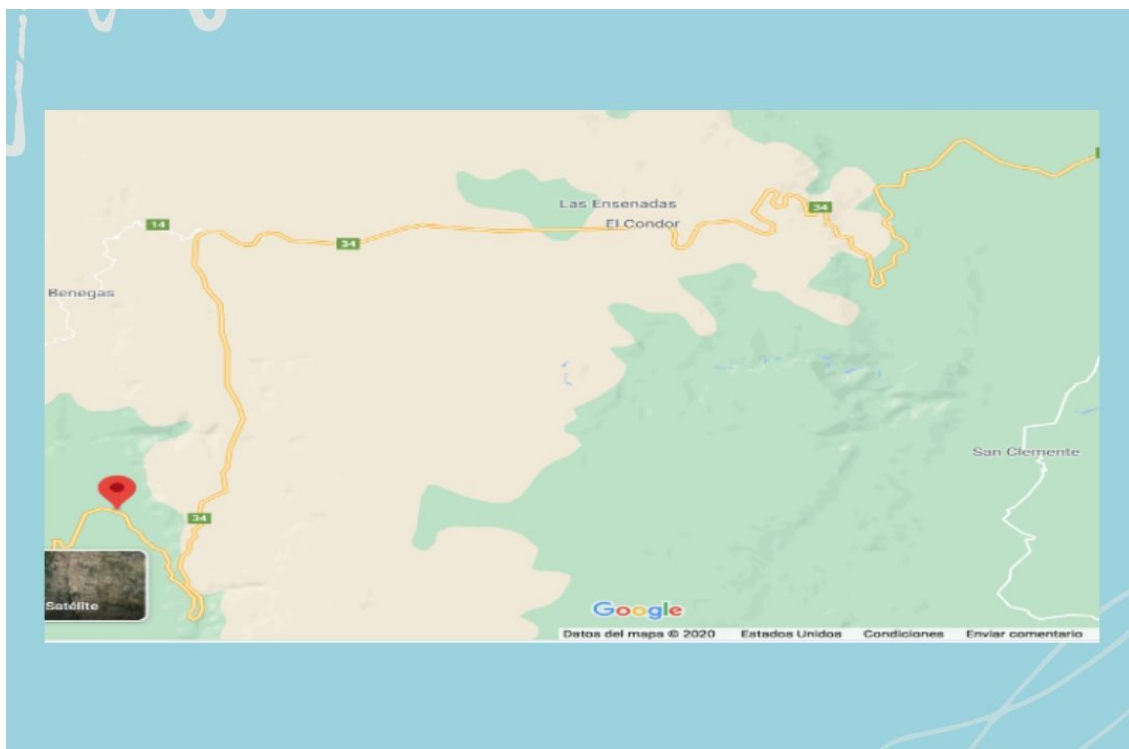 Las Ensenadas
34
14
El Condor
34
Benegas
San Clemente
34
Satélite
Google
Datos del mapa © 2020 Estados Unidos Condiciones Enviar comentario